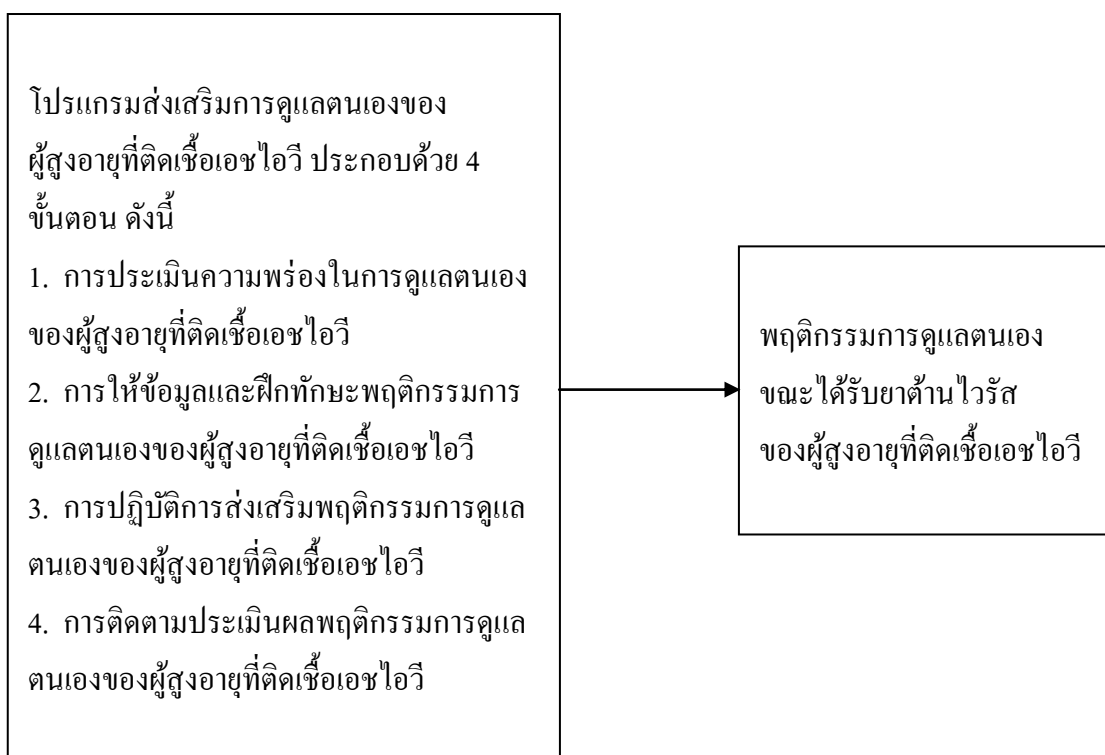 โปรแกรมส่งเสริมการดูแลตนเองของ
ผู้สูงอายุที่ติดเชื้อเอชไอวี ประกอบด้วย 4
ขั้นตอน ดังนี้
1. การประเมินความพร่องในการดูแลตนเอง
ของผู้สูงอายุที่ติดเชื้อเอชไอวี
2. การให้ข้อมูลและฝึกทักษะพฤติกรรมการ
ดูแลตนเองของผู้สูงอายุที่ติดเชื้อเอชไอวี
3. การปฏิบัติการส่งเสริมพฤติกรรมการดูแล
ตนเองของผู้สูงอายุที่ติดเชื้อเอชไอวี
4. การติดตามประเมินผลพฤติกรรมการดูแล
ตนเองของผู้สูงอายุที่ติดเชื้อเอชไอวี
พฤติกรรมการดูแลตนเอง
ขณะได้รับยาต้านไวรัส
ของผู้สูงอายุที่ติดเชื้อเอชไอวี